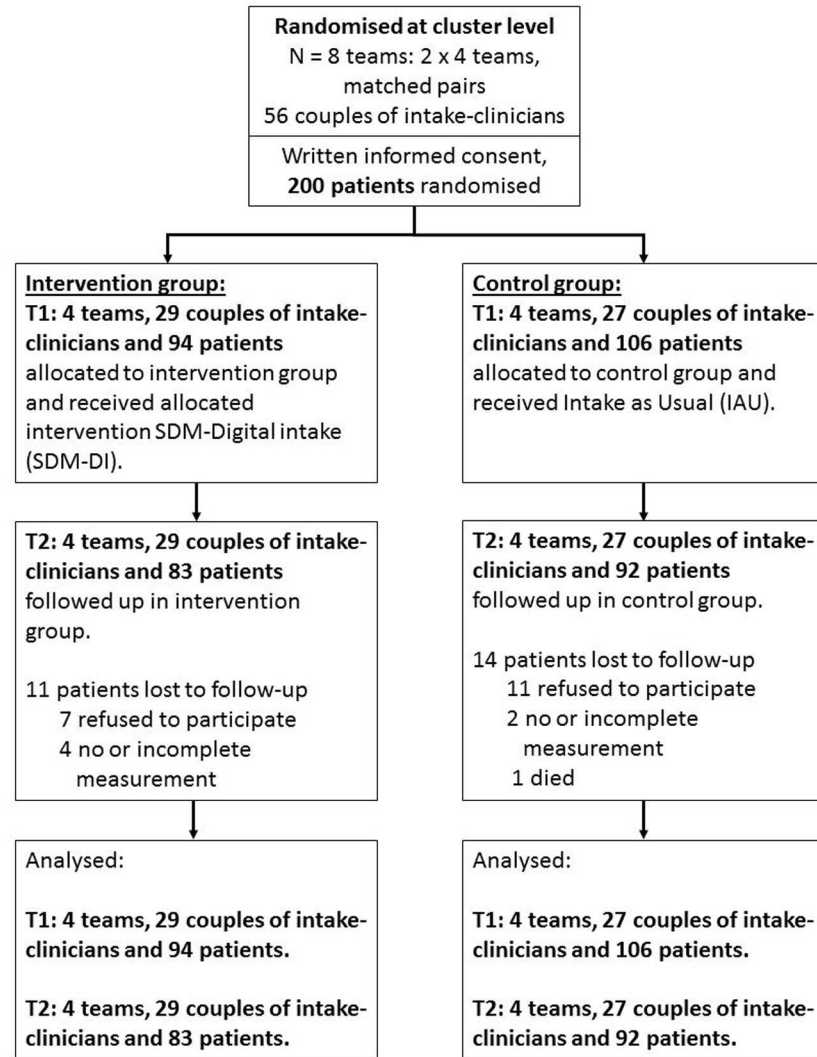 Randomised at cluster level
N = 8 teams: 2 x 4 teams,
matched pairs
56 couples of intake-clinicians
Written informed consent,
200 patients randomised
Intervention group:
T1: 4 teams, 29 couples of intake-
clinicians and 94 patients
allocated to intervention group
and received allocated
intervention SDM-Digital intake
(SDM-DI).
Control group:
T1: 4 teams, 27 couples of intake-
clinicians and 106 patients
allocated to control group and
received Intake as Usual (IAU).
T2: 4 teams, 29 couples of intake-
clinicians and 83 patients
followed up in intervention
group.
11 patients lost to follow-up
7 refused to participate
4 no or incomplete
measurement
T2: 4 teams, 27 couples of intake-
clinicians and 92 patients
followed up in control group.
14 patients lost to follow-up
11 refused to participate
2 no or incomplete
measurement
1 died
Analysed:
T1: 4 teams, 29 couples of intake-
clinicians and 94 patients.
T2: 4 teams, 29 couples of intake-
clinicians and 83 patients.
Analysed:
T1: 4 teams, 27 couples of intake-
clinicians and 106 patients.
T2: 4 teams, 27 couples of intake-
clinicians and 92 patients.